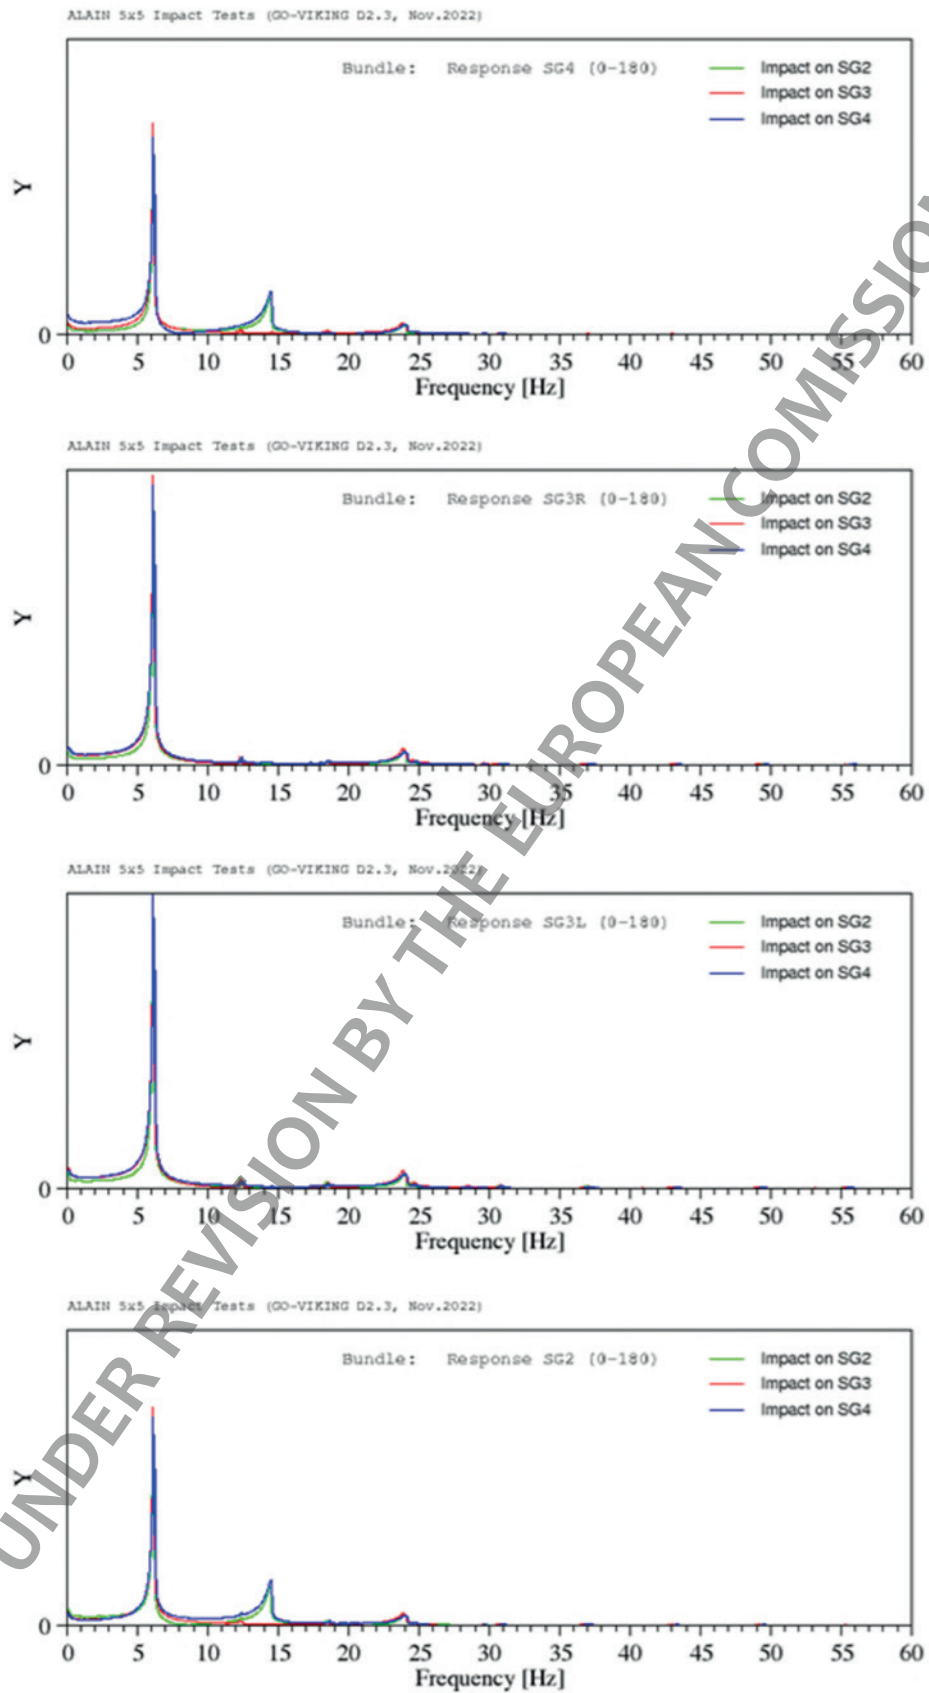 ALAIN 5x5 Impact Tests (GO-VIKING D2.3, Nov.2022)
Bundle: Response SG4 (0-180)
Impact on SG2
Impact on SG3
Impact on SG4
Y
0
0 5 10 15 20 25 30 35 40 45 50 55 60
Frequency [Hz]
ALAIN 5x5 Impact Tests (GO-VIKING D2.3, Nov.2022)
Bundle: Response SG3R (0-180)
Impact on SG2
Impact on SG3
Impact on SG4
Y
0
0 5 10 15 20 25 30 35 40 45 50 55 60
Frequency [Hz]
ALAIN 5x5 Impact Tests (GO-VIKING D2.3, Nov.2022)
Bundle: Response SG3L (0-180)
Impact on SG2
Impact on SG3
Impact on SG4
Y
0
0 5 10 15 20 25 30 35 40 45 50 55 60
Frequency [Hz]
ALAIN 5x5 Impact Tests (GO-VIKING D2.3, Nov.2022)
Bundle: Response SG2 (0-180)
Impact on SG2
Impact on SG3
Impact on SG4
Y
0
0 5 10 15 20 25 30 35 40 45 50 55 60
Frequency [Hz]
UNDER REVISION BY THE EUROPEAN COMISSION